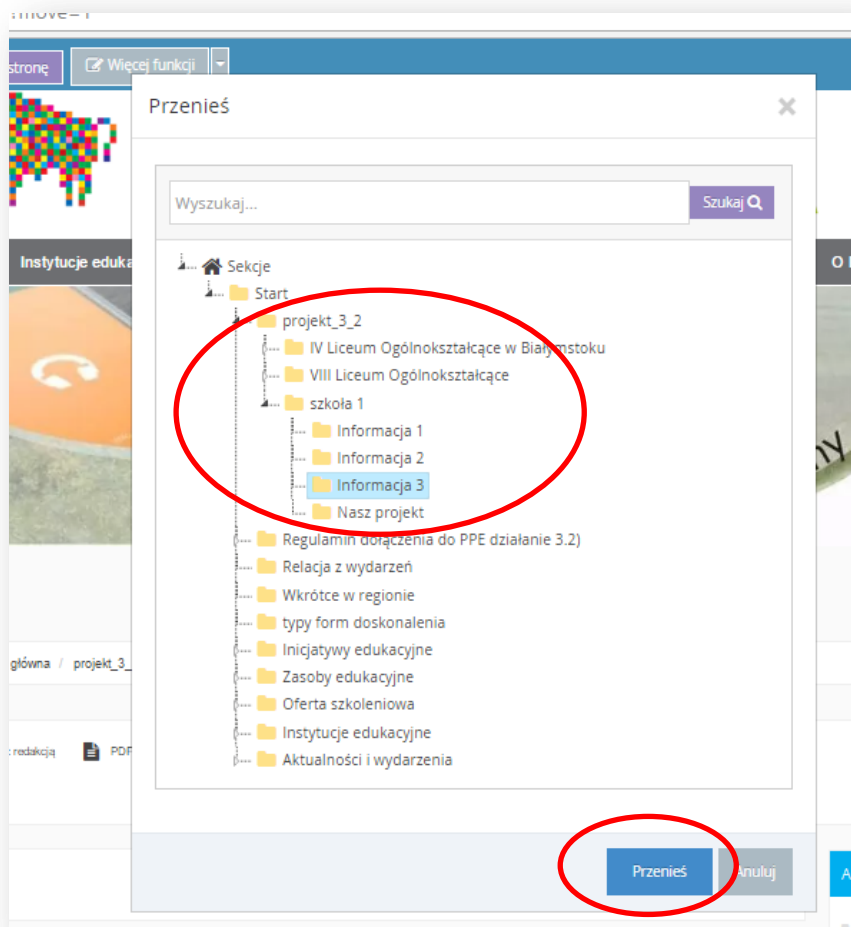 ?move=1
stronę
Więcej funkcji
Przenieś
Wyszukaj...
Szukaj
Instytucje eduka
O
Sekcje
Start
projekt_3_2
IV Liceum Ogólnokształcące w Białymstoku
VIII Liceum Ogólnokształcące
szkoła 1
Informacja 1
Informacja 2
Informacja 3
Nasz projekt
Regulamin dołączenia do PPE działanie 3.2)
Relacja z wydarzeń
Wkrótce w regionie
typy form doskonalenia
Inicjatywy edukacyjne
główna / projekt_3_
Zasoby edukacyjne
Oferta szkoleniowa
Instytucje edukacyjne
redakcją PDF
Aktualności i wydarzenia
Przenieś Anuluj
A